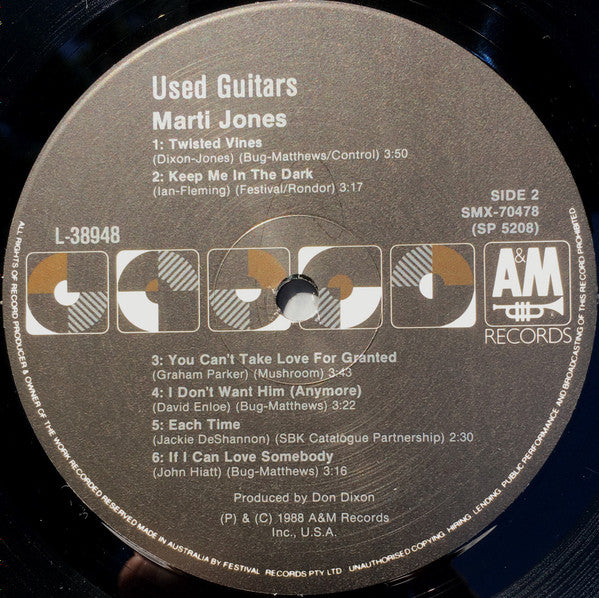 Used Guitars
Marti Jones
1: Twisted Vines
(Dixon-Jones) (Bug-Matthews/Control) 3:50
2: Keep Me In The Dark
(Ian-Fleming) (Festival/Rondor) 3:17
SIDE 2
SMX-70478
(SP 5208)
L-38948
A&M
RECORDS
3: You Can't Take Love For Granted
(Graham Parker) (Mushroom) 3:43
4: I Don't Want Him (Anymore)
(David Enloe) (Bug-Matthews) 3:22
5: Each Time
(Jackie DeShannon) (SBK Catalogue Partnership) 2:30
6: If I Can Love Somebody
(John Hiatt) (Bug-Matthews) 3:16
Produced by Don Dixon
(P) & (C) 1988 A&M Records
Inc., U.S.A.
ALL RIGHTS OF RECORD PRODUCER & OWNER OF THE WORK RECORDED RESERVED MADE IN AUSTRALIA BY FESTIVAL RECORDS PTY LTD UNAUTHORISED COPYING, HIRING, LENDING, PUBLIC PERFORMANCE AND BROADCASTING OF THIS RECORD PROHIBITED